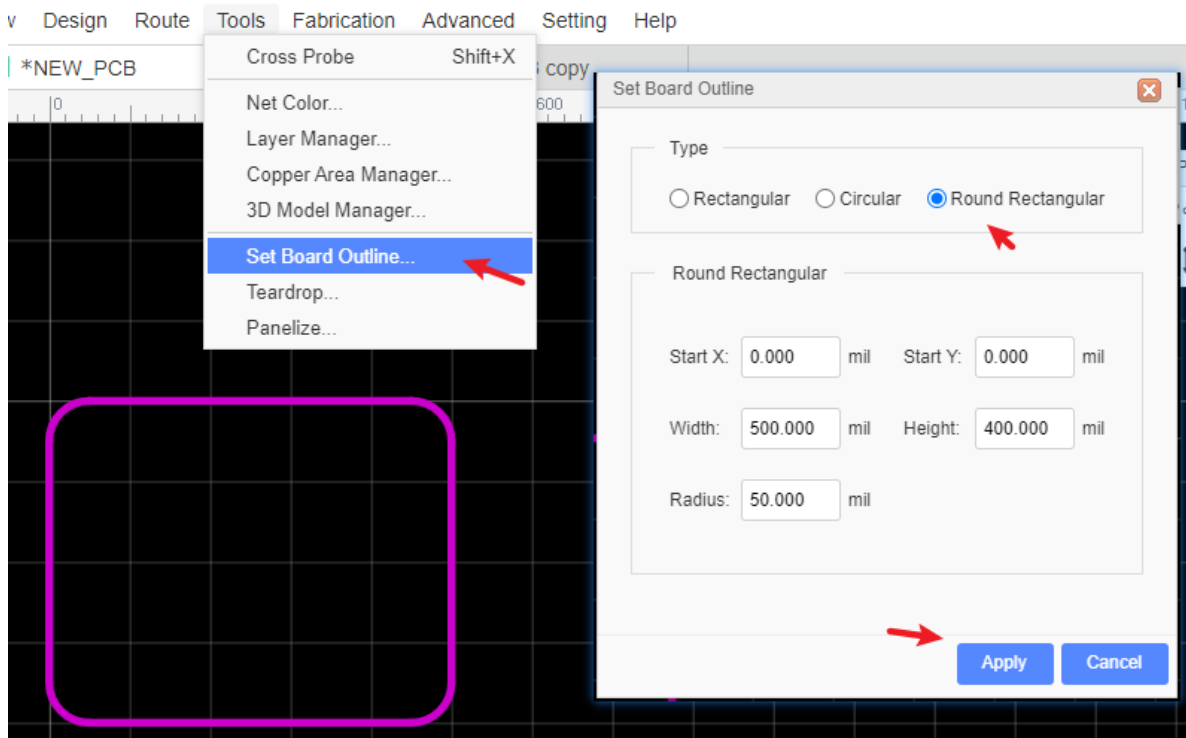 Design Route Tools Fabrication Advanced Setting Help
*NEW_PCB
copy
0
600
Cross Probe Shift+X
Net Color...
Layer Manager...
Copper Area Manager...
3D Model Manager...
Set Board Outline...
Teardrop...
Panelize...
Set Board Outline
Type
Rectangular Circular Round Rectangular
Round Rectangular
Start X: 0.000 mil Start Y: 0.000 mil
Width: 500.000 mil Height: 400.000 mil
Radius: 50.000 mil
Apply Cancel